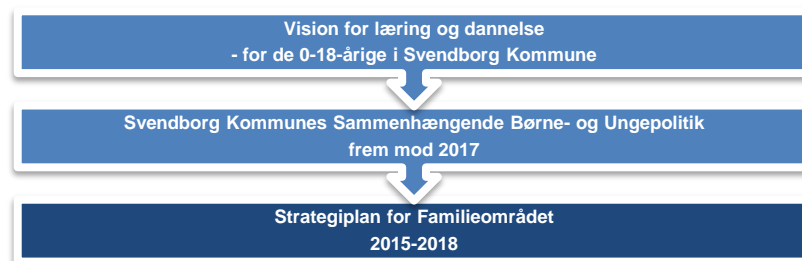 Vision for læring og dannelse
- for de 0-18-årige i Svendborg Kommune
Svendborg Kommunes Sammenhængende Børne- og Ungepolitik
frem mod 2017
Strategiplan for Familieområdet
2015-2018